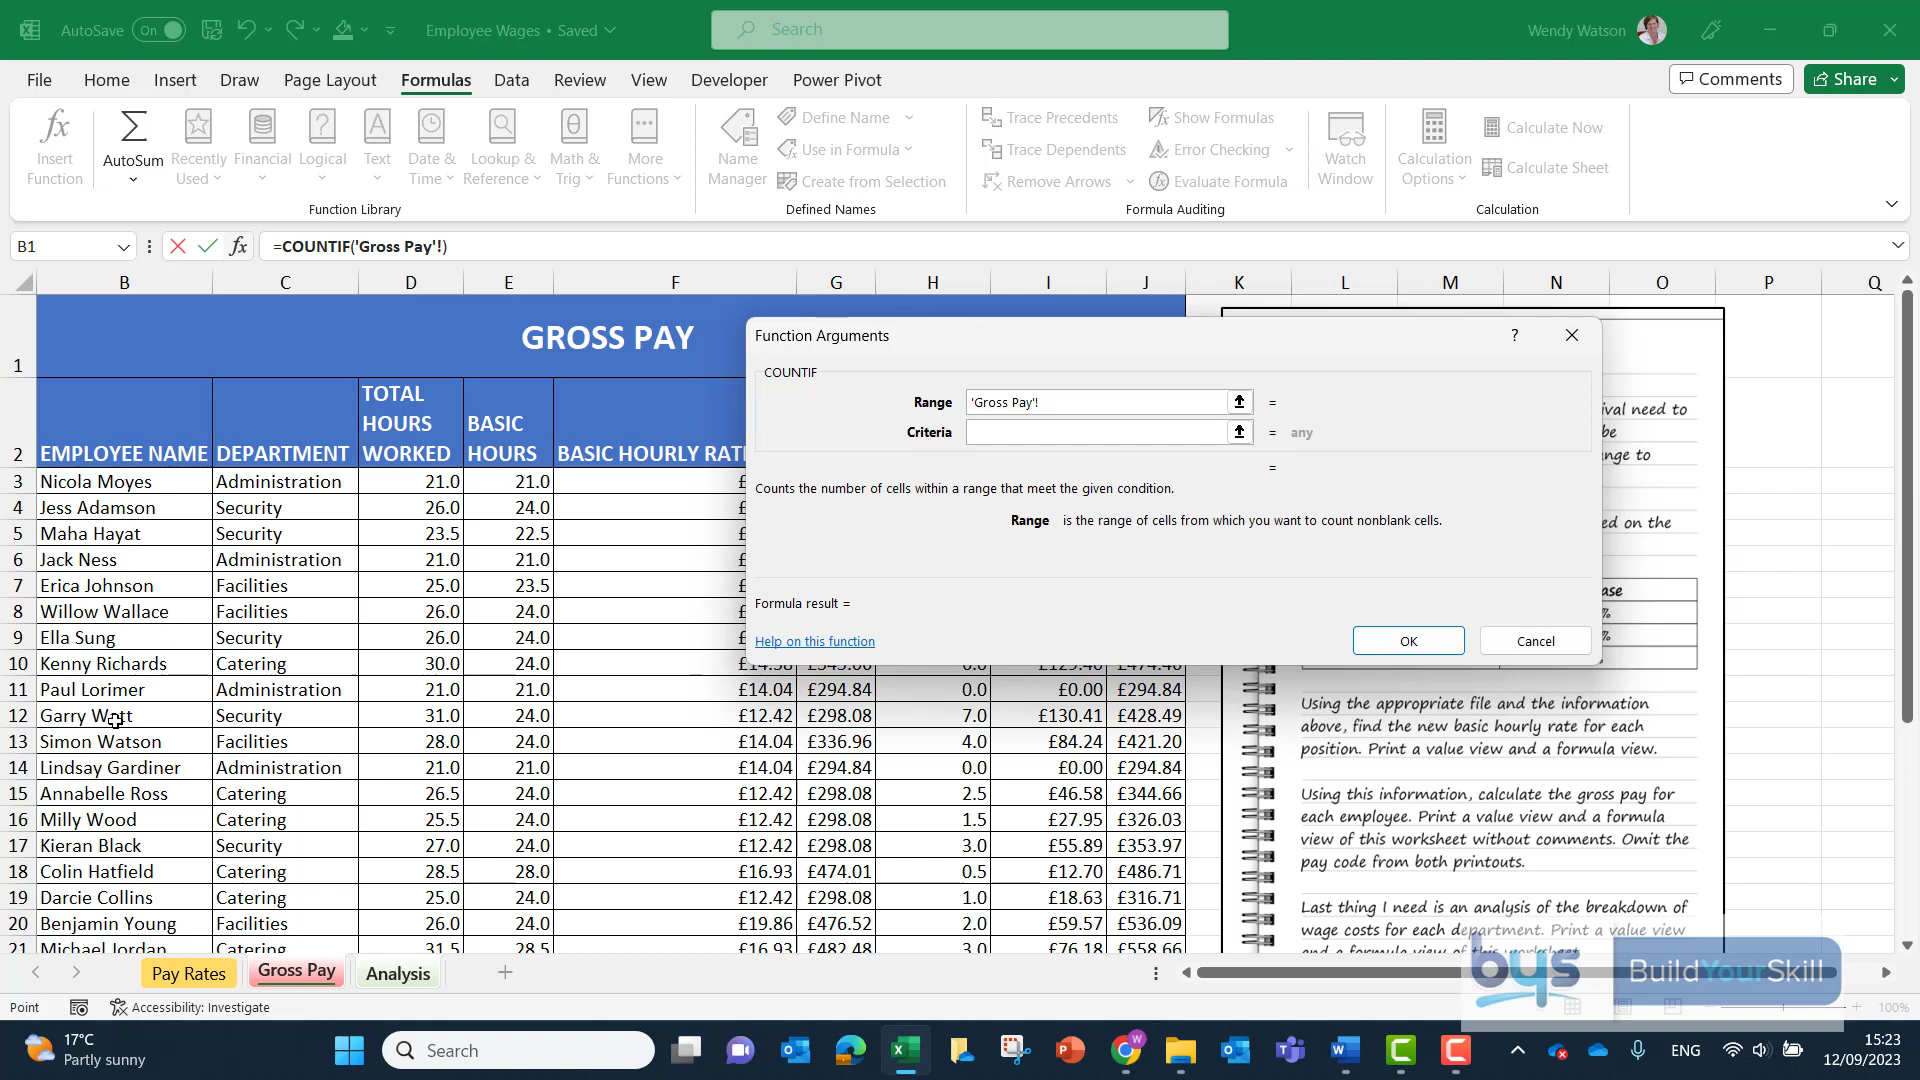 AutoSave On Employee Wages • Saved Search Wendy Watson
File Home Insert Draw Page Layout Formulas Data Review View Developer Power Pivot Comments Share
Insert Function AutoSum Recently Used Financial Logical Text Date & Time Lookup & Reference Math & Trig More Functions
Function Library
Name Manager Define Name Use in Formula Create from Selection
Defined Names
Trace Precedents Trace Dependents Remove Arrows Show Formulas Error Checking Evaluate Formula
Formula Auditing
Watch Window
Calculation Options Calculate Now Calculate Sheet
Calculation
B1 fx =COUNTIF('Gross Pay'!)
B C D E F G H I J K L M N O P Q
1 GROSS PAY
2 EMPLOYEE NAME DEPARTMENT TOTAL HOURS WORKED BASIC HOURS BASIC HOURLY RAT
3 Nicola Moyes Administration 21.0 21.0 £
4 Jess Adamson Security 26.0 24.0 £
5 Maha Hayat Security 23.5 22.5 £
6 Jack Ness Administration 21.0 21.0 £
7 Erica Johnson Facilities 25.0 23.5 £
8 Willow Wallace Facilities 26.0 24.0 £
9 Ella Sung Security 26.0 24.0 £
10 Kenny Richards Catering 30.0 24.0
11 Paul Lorimer Administration 21.0 21.0 £14.04 £294.84 0.0 £0.00 £294.84
12 Garry Watt Security 31.0 24.0 £12.42 £298.08 7.0 £130.41 £428.49
13 Simon Watson Facilities 28.0 24.0 £14.04 £336.96 4.0 £84.24 £421.20
14 Lindsay Gardiner Administration 21.0 21.0 £14.04 £294.84 0.0 £0.00 £294.84
15 Annabelle Ross Catering 26.5 24.0 £12.42 £298.08 2.5 £46.58 £344.66
16 Milly Wood Catering 25.5 24.0 £12.42 £298.08 1.5 £27.95 £326.03
17 Kieran Black Security 27.0 24.0 £12.42 £298.08 3.0 £55.89 £353.97
18 Colin Hatfield Catering 28.5 28.0 £16.93 £474.01 0.5 £12.70 £486.71
19 Darcie Collins Catering 25.0 24.0 £12.42 £298.08 1.0 £18.63 £316.71
20 Benjamin Young Facilities 26.0 24.0 £19.86 £476.52 2.0 £59.57 £536.09
21 Michael Jordan Catering 31.5 28.5 £16.93 £482.48 3.0 £76.18 £558.66
Function Arguments ?
COUNTIF
Range 'Gross Pay'! =
Criteria = any
=
Counts the number of cells within a range that meet the given condition.
Range is the range of cells from which you want to count nonblank cells.
Formula result =
Help on this function OK Cancel
ival need to
be
nge to
ed on the
ase
%
%
Using the appropriate file and the information
above, find the new basic hourly rate for each
position. Print a value view and a formula view.
Using this information, calculate the gross pay for
each employee. Print a value view and a formula
view of this worksheet without comments. Omit the
pay code from both printouts.
Last thing I need is an analysis of the breakdown of
wage costs for each department. Print a value view
and a formula view of this worksheet
bys BuildYourSkill
Pay Rates Gross Pay Analysis
Point Accessibility: Investigate 100%
17°C
Partly sunny
Search
ENG
15:23
12/09/2023